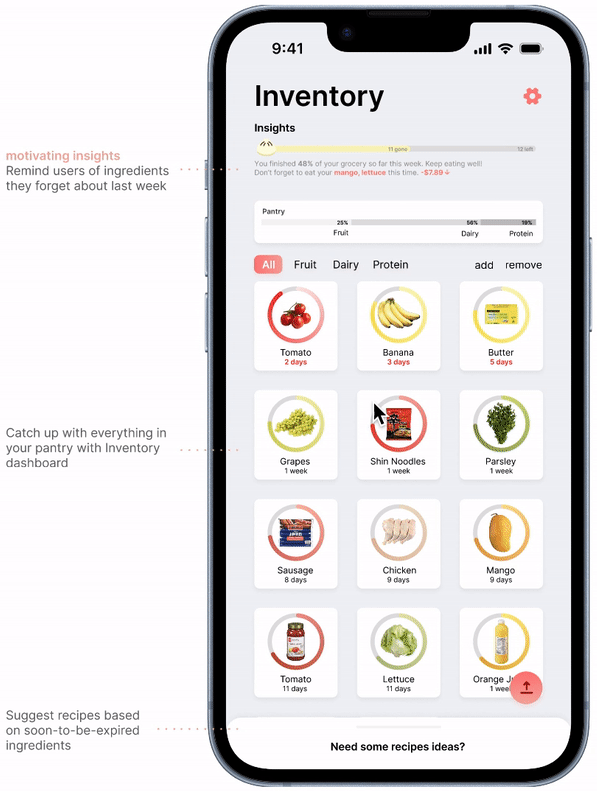 9:41
Inventory
Insights
11 gone
12 left
You finished 48% of your grocery so far this week. Keep eating well!
Don't forget to eat your mango, lettuce this time. -$7.89↓
motivating insights
Remind users of ingredients
they forget about last week
Pantry
25% 56% 19%
Fruit Dairy Protein
All Fruit Dairy Protein add remove
Tomato Banana Butter
2 days 3 days 5 days
Grapes Shin Noodles Parsley
1 week 1 week 1 week
Catch up with everything in
your pantry with Inventory
dashboard
Sausage Chicken Mango
8 days 9 days 9 days
Tomato Lettuce Orange Ju
11 days 11 days 1 week
Suggest recipes based
on soon-to-be-expired
ingredients
Need some recipes ideas?